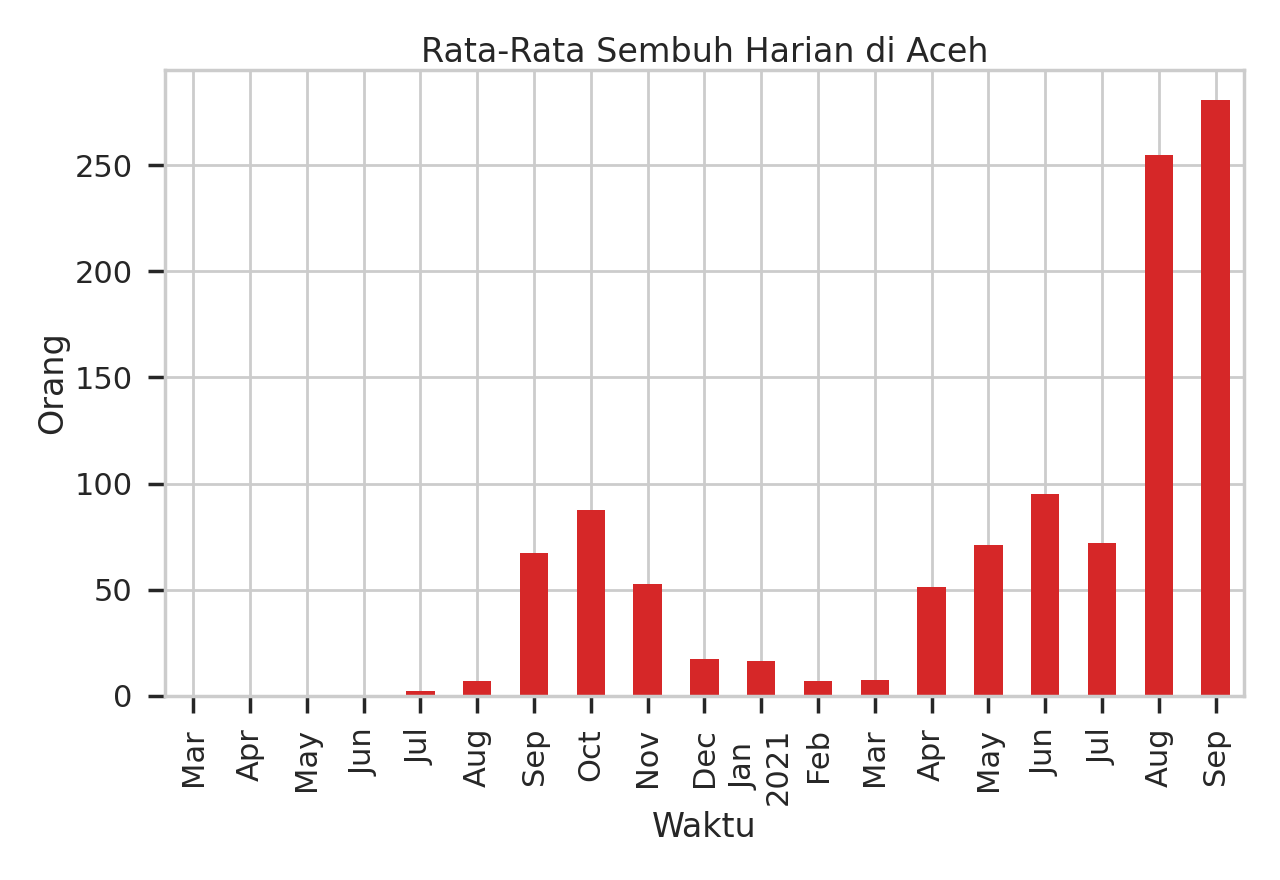 Rata-Rata Sembuh Harian di Aceh
Orang
250
200
150
100
50
0
Mar
Apr
May
Jun
Jul
Aug
Sep
Oct
Nov
Dec
Jan
2021
Feb
Mar
Apr
May
Jun
Jul
Aug
Sep
Waktu